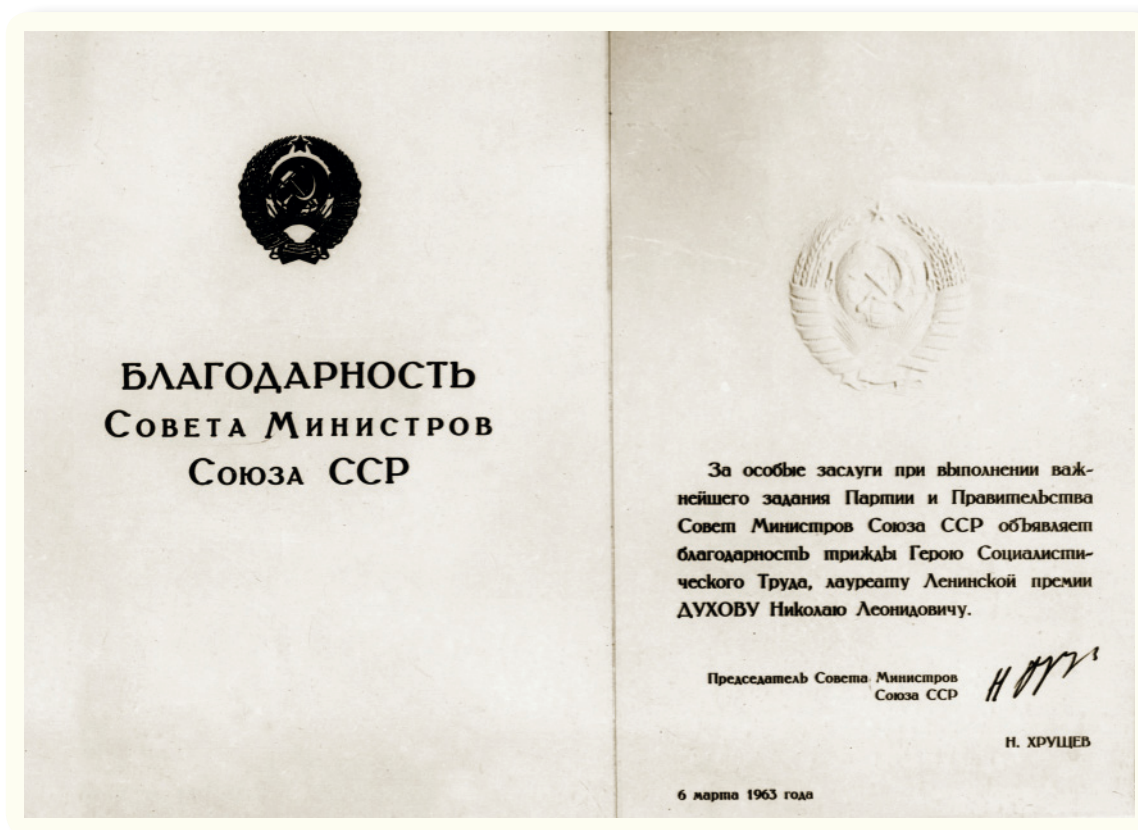 БЛАГОДАРНОСТЬ
СОВЕТА МИНИСТРОВ
СОЮЗА ССР
За особые заслуги при выполнении важ-
нейшего задания Партии и Правительства
Совет Министров Союза ССР объявляет
благодарность трижды Герою Социалисти-
ческого Труда, лауреату Ленинской премии
ДУХОВУ Николаю Леонидовичу.
Председатель Совета Министров
Союза ССР
Н. ХРУЩЕВ
6 марта 1963 года